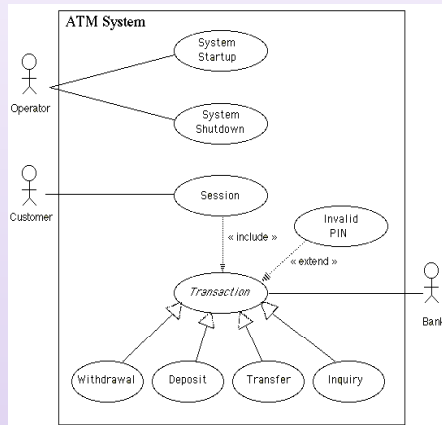 ATM System
System
Startup
Operator
System
Shutdown
Customer
Session
Invalid
PIN
« include »
« extend »
Transaction
Bank
Withdrawal
Deposit
Transfer
Inquiry